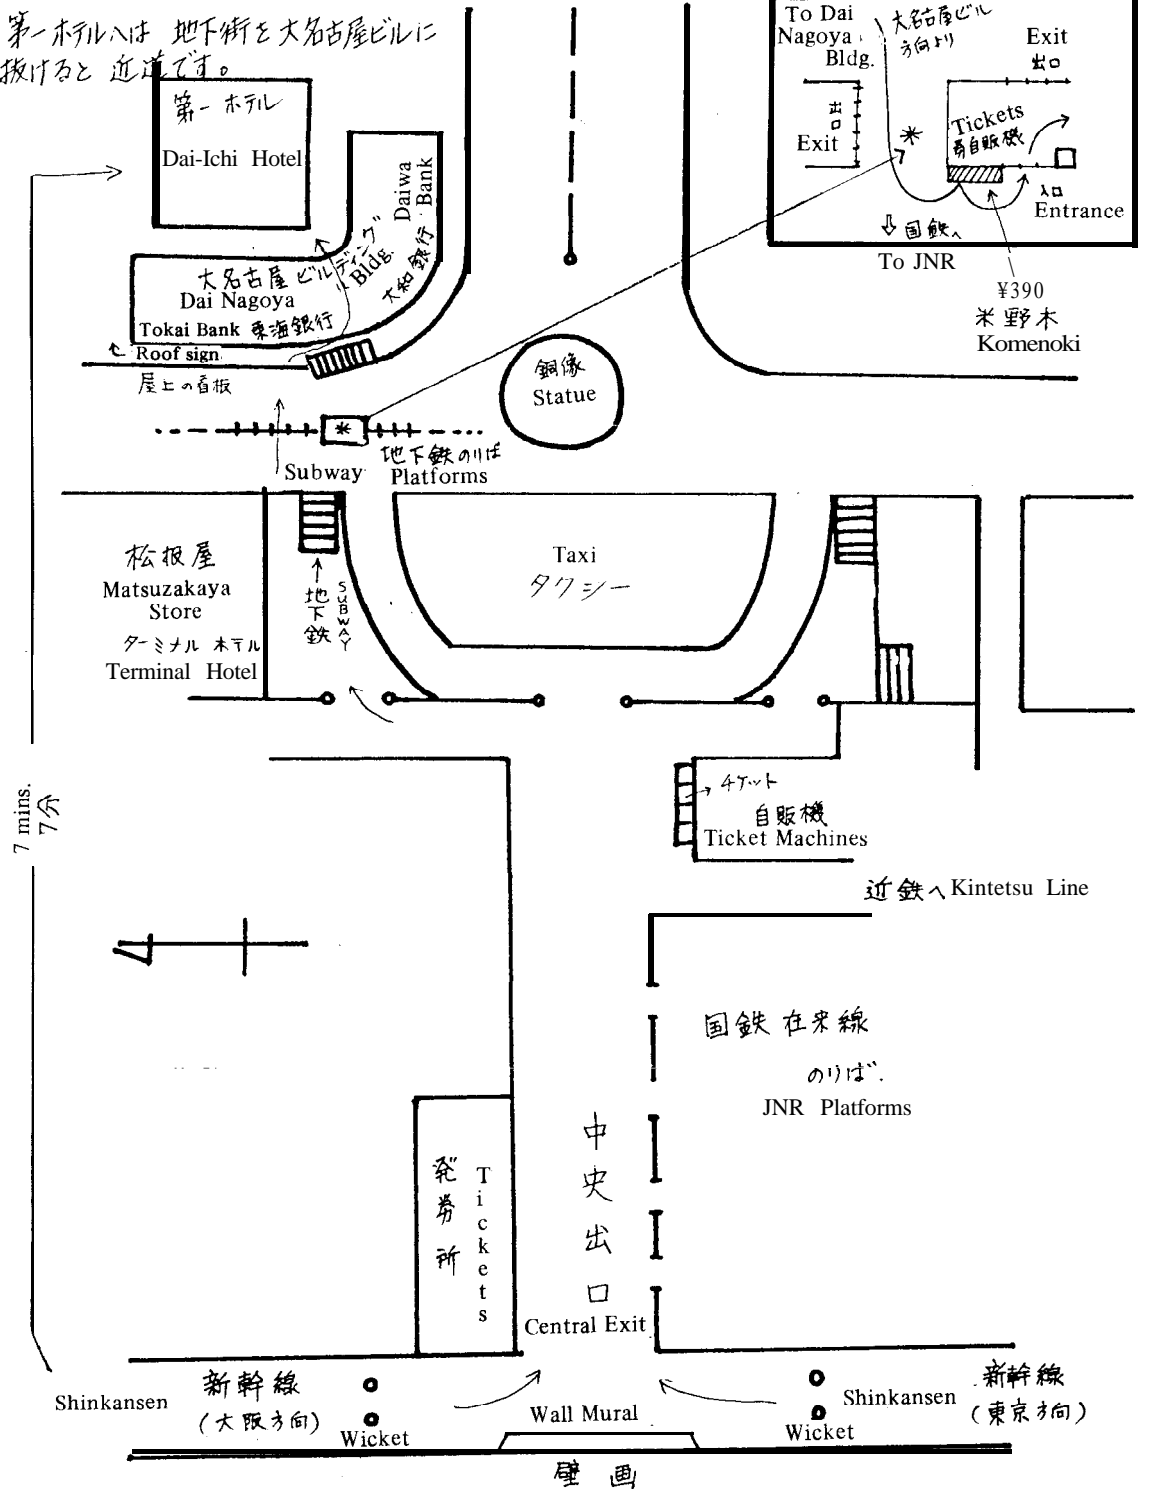 第一ホテルへは 地下街を大名古屋ビルに
抜けると 近道です。
第一 ホテル
Dai-Ichi Hotel
Daiwa
Bank
大和銀行
大名古屋 ビルディング
Dai Nagoya
Bldg.
Tokai Bank 東海銀行
Roof sign
屋上の看板
To Dai
Nagoya
Bldg.
大名古屋ビル
方向より
Exit
出口
出口
Exit
Tickets
券自販機
入口
Entrance
国鉄へ
To JNR
¥390
米野木
Komenoki
銅像
Statue
*
*
地下鉄のりば
Subway Platforms
松坂屋
Matsuzakaya
Store
ターミナル ホテル
Terminal Hotel
地下鉄
SUBWAY
Taxi
タクシー
7 mins.
7分
チケット
自販機
Ticket Machines
近鉄へ Kintetsu Line
国鉄 在来線
のりば.
JNR Platforms
発券所
Tickets
中央出口
Central Exit
Shinkansen
新幹線
(大阪方向)
Wicket
Wall Mural
壁画
Wicket
Shinkansen
新幹線
(東京方向)